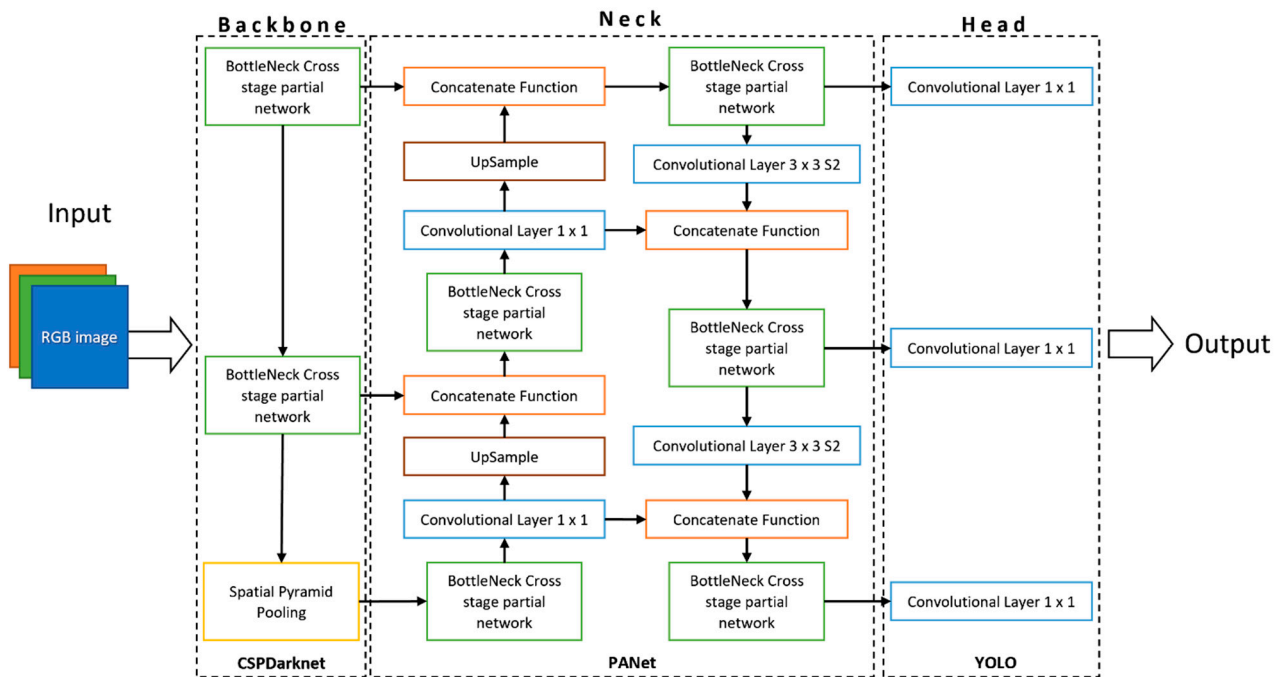 Backbone
Neck
Head
BottleNeck Cross
stage partial
network
Concatenate Function
BottleNeck Cross
stage partial
network
Convolutional Layer 1 x 1
UpSample
Convolutional Layer 3 x 3 S2
Input
Convolutional Layer 1 x 1
Concatenate Function
RGB image
BottleNeck Cross
stage partial
network
BottleNeck Cross
stage partial
network
Convolutional Layer 1 x 1
Output
BottleNeck Cross
stage partial
network
Concatenate Function
UpSample
Convolutional Layer 3 x 3 S2
Convolutional Layer 1 x 1
Concatenate Function
Spatial Pyramid
Pooling
BottleNeck Cross
stage partial
network
BottleNeck Cross
stage partial
network
Convolutional Layer 1 x 1
CSPDarknet
PANet
YOLO